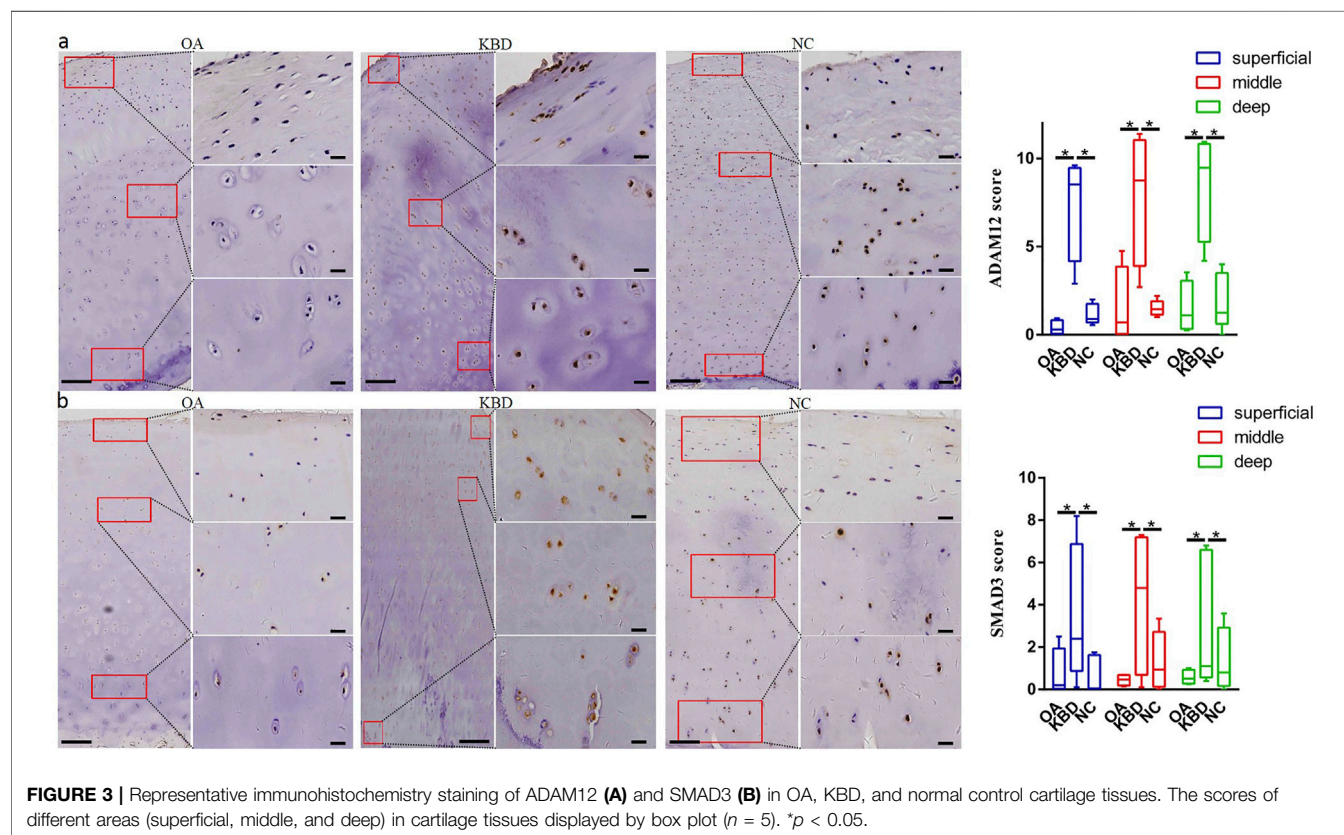 a
OA
KBD
NC
superficial
middle
deep
10
5
0
ADAM12 score
OA
KBD
NC
OA
KBD
NC
OA
KBD
NC
* * * * * *
b
OA
KBD
NC
superficial
middle
deep
10
8
6
4
2
0
SMAD3 score
OA
KBD
NC
OA
KBD
NC
OA
KBD
NC
* * * * * *
FIGURE 3 | Representative immunohistochemistry staining of ADAM12 (A) and SMAD3 (B) in OA, KBD, and normal control cartilage tissues. The scores of
different areas (superficial, middle, and deep) in cartilage tissues displayed by box plot (n = 5). *p < 0.05.